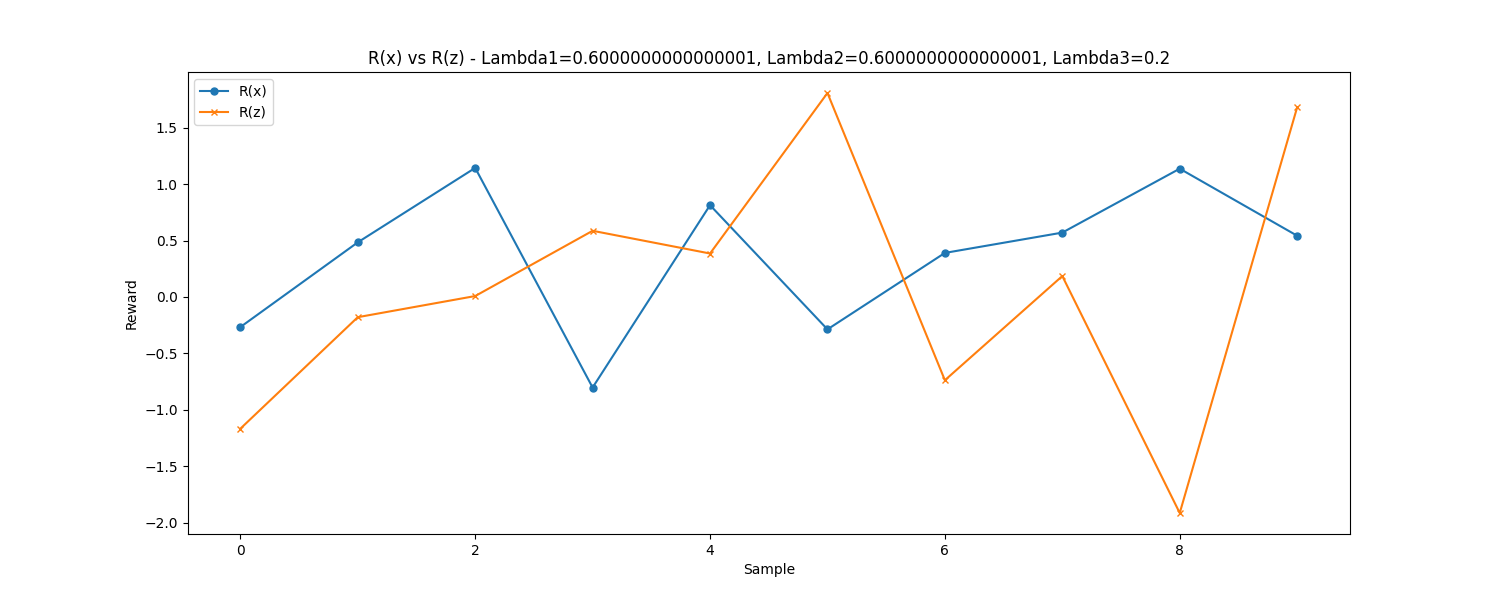 R(x) vs R(z) - Lambda1=0.6000000000000001, Lambda2=0.6000000000000001, Lambda3=0.2
R(x)
R(z)
1.5
1.0
0.5
0.0
−0.5
−1.0
−1.5
−2.0
Reward
0 2 4 6 8
Sample